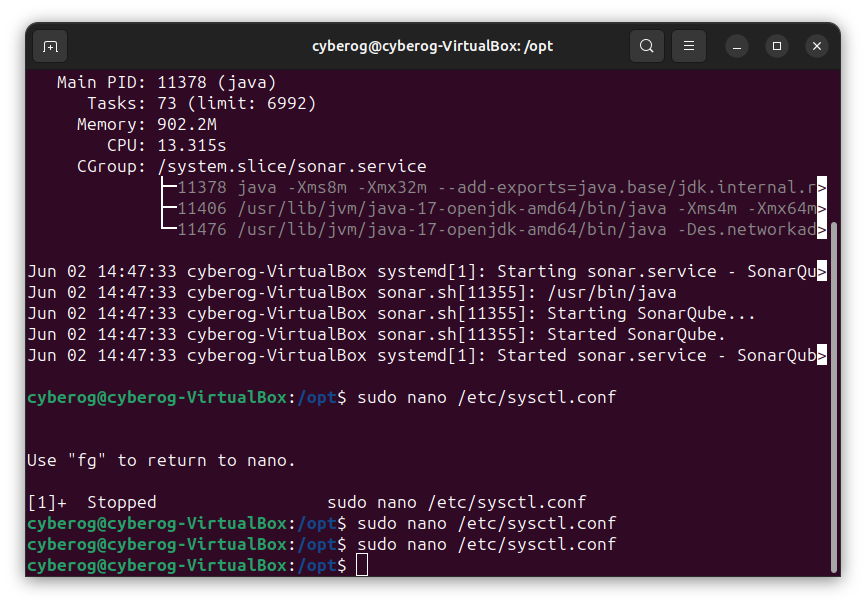 cyberog@cyberog-VirtualBox: /opt
Main PID: 11378 (java)
Tasks: 73 (limit: 6992)
Memory: 902.2M
CPU: 13.315s
CGroup: /system.slice/sonar.service
├─11378 java -Xms8m -Xmx32m --add-exports=java.base/jdk.internal.r>
├─11406 /usr/lib/jvm/java-17-openjdk-amd64/bin/java -Xms4m -Xmx64m>
└─11476 /usr/lib/jvm/java-17-openjdk-amd64/bin/java -Des.networkad>
Jun 02 14:47:33 cyberog-VirtualBox systemd[1]: Starting sonar.service - SonarQu>
Jun 02 14:47:33 cyberog-VirtualBox sonar.sh[11355]: /usr/bin/java
Jun 02 14:47:33 cyberog-VirtualBox sonar.sh[11355]: Starting SonarQube...
Jun 02 14:47:33 cyberog-VirtualBox sonar.sh[11355]: Started SonarQube.
Jun 02 14:47:33 cyberog-VirtualBox systemd[1]: Started sonar.service - SonarQub>
cyberog@cyberog-VirtualBox:/opt$ sudo nano /etc/sysctl.conf
Use "fg" to return to nano.
[1]+  Stopped                 sudo nano /etc/sysctl.conf
cyberog@cyberog-VirtualBox:/opt$ sudo nano /etc/sysctl.conf
cyberog@cyberog-VirtualBox:/opt$ sudo nano /etc/sysctl.conf
cyberog@cyberog-VirtualBox:/opt$